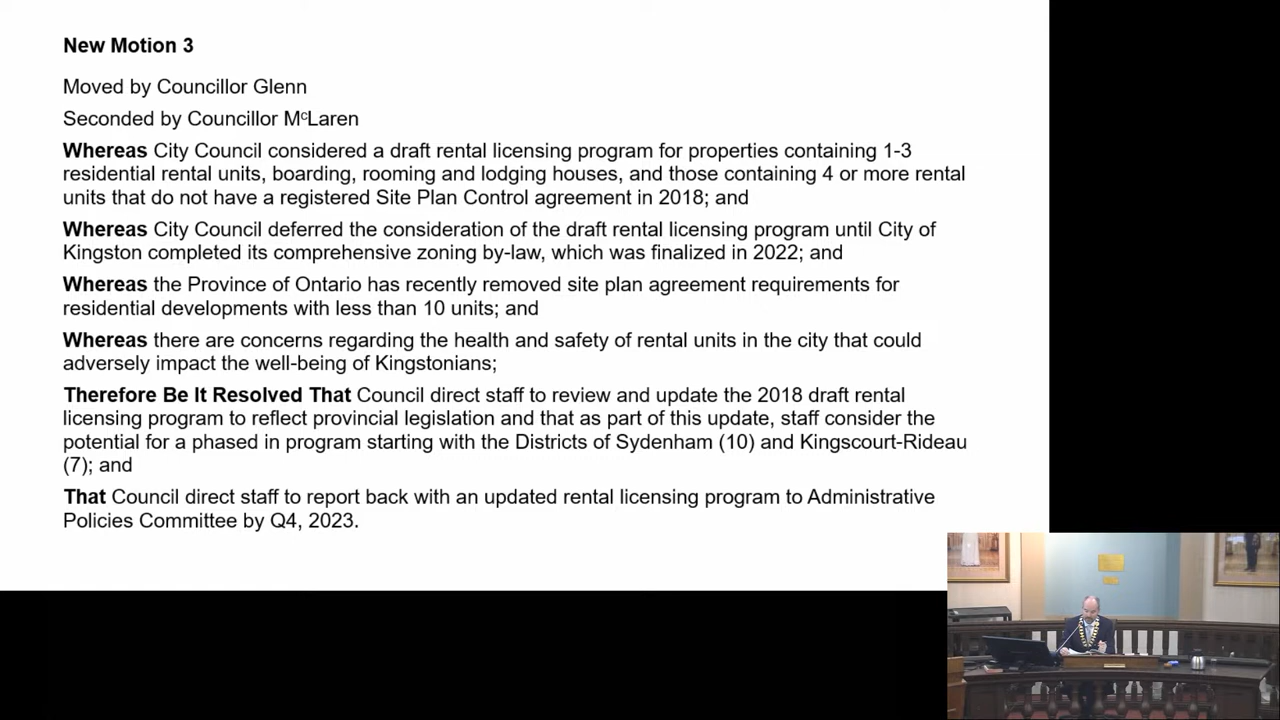 New Motion 3
Moved by Councillor Glenn
Seconded by Councillor MᶜLaren
Whereas City Council considered a draft rental licensing program for properties containing 1-3
residential rental units, boarding, rooming and lodging houses, and those containing 4 or more rental
units that do not have a registered Site Plan Control agreement in 2018; and
Whereas City Council deferred the consideration of the draft rental licensing program until City of
Kingston completed its comprehensive zoning by-law, which was finalized in 2022; and
Whereas the Province of Ontario has recently removed site plan agreement requirements for
residential developments with less than 10 units; and
Whereas there are concerns regarding the health and safety of rental units in the city that could
adversely impact the well-being of Kingstonians;
Therefore Be It Resolved That Council direct staff to review and update the 2018 draft rental
licensing program to reflect provincial legislation and that as part of this update, staff consider the
potential for a phased in program starting with the Districts of Sydenham (10) and Kingscourt-Rideau
(7); and
That Council direct staff to report back with an updated rental licensing program to Administrative
Policies Committee by Q4, 2023.